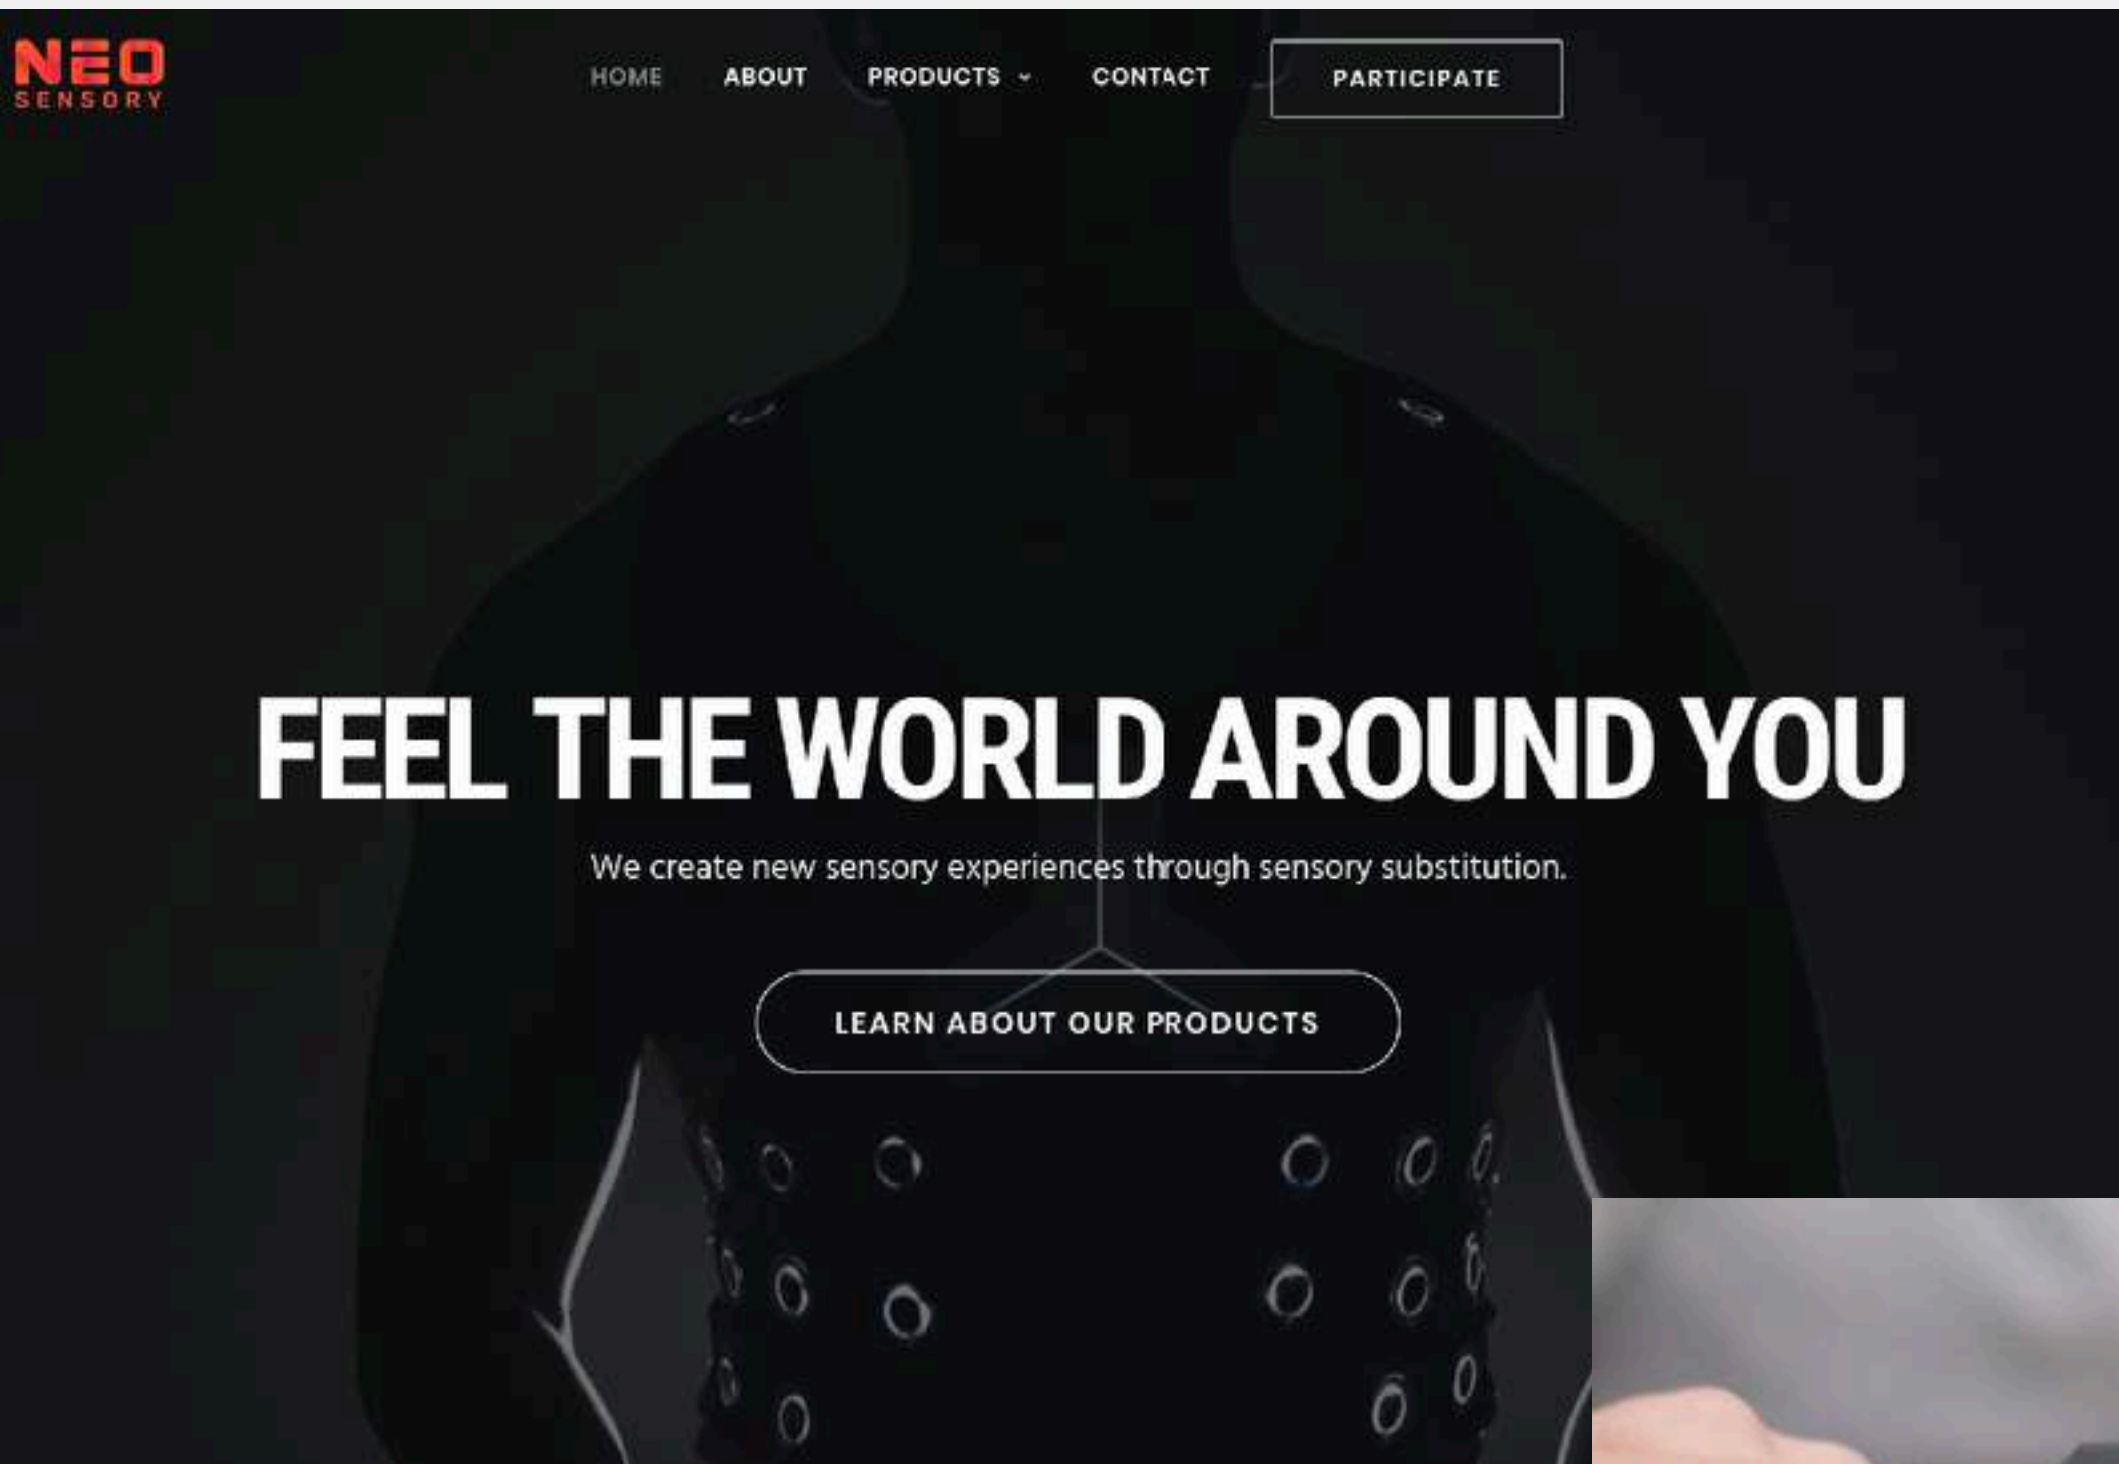 NEO
SENSORY
HOME ABOUT PRODUCTS CONTACT PARTICIPATE
FEEL THE WORLD AROUND YOU
We create new sensory experiences through sensory substitution.
LEARN ABOUT OUR PRODUCTS